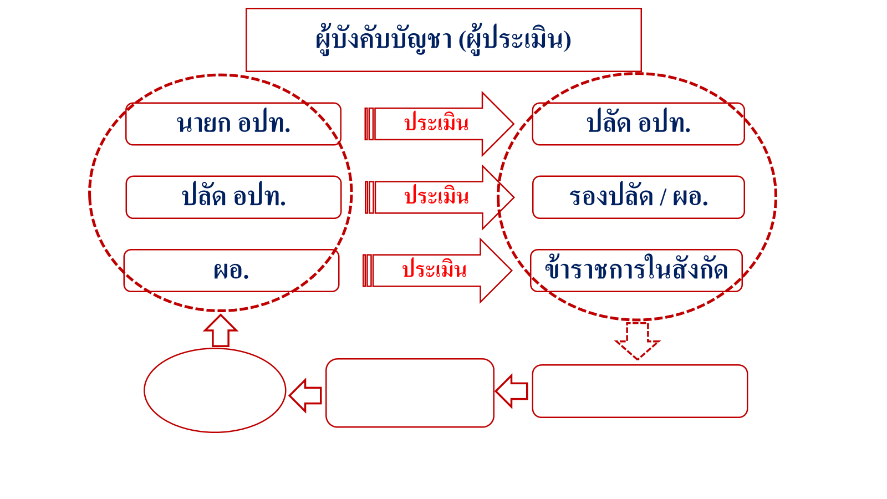 ผู้บังคับบัญชา (ผู้ประเมิน)
นายก อปท.
ประเมิน
ปลัด อปท.
ปลัด อปท.
ประเมิน
รองปลัด / ผอ.
ผอ.
ประเมิน
ข้าราชการในสังกัด